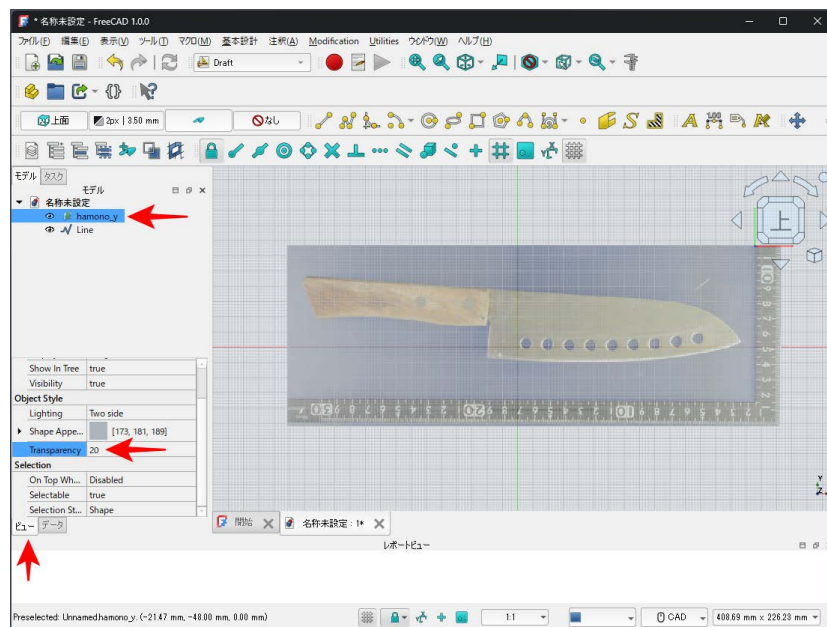 * 名称未設定 - FreeCAD 1.0.0
ファイル(F) 編集(E) 表示(V) ツール(T) マクロ(M) 基本設計 注釈(A) Modification Utilities ウィンドウ(W) ヘルプ(H)
Draft
上面 2px | 3.50 mm なし
モデル タスク
モデル
名称未設定
hamono_y
Line
上
Show In Tree true
Visibility true
Object Style
Lighting Two side
Shape Appe... [173, 181, 189]
Transparency 20
Selection
On Top Wh... Disabled
Selectable true
Selection St... Shape
ビュー データ
開始 名称未設定 : 1*
レポートビュー
Preselected: Unnamed.hamono_y. (-21.47 mm, -48.00 mm, 0.00 mm) 1:1 CAD 408.69 mm x 226.23 mm